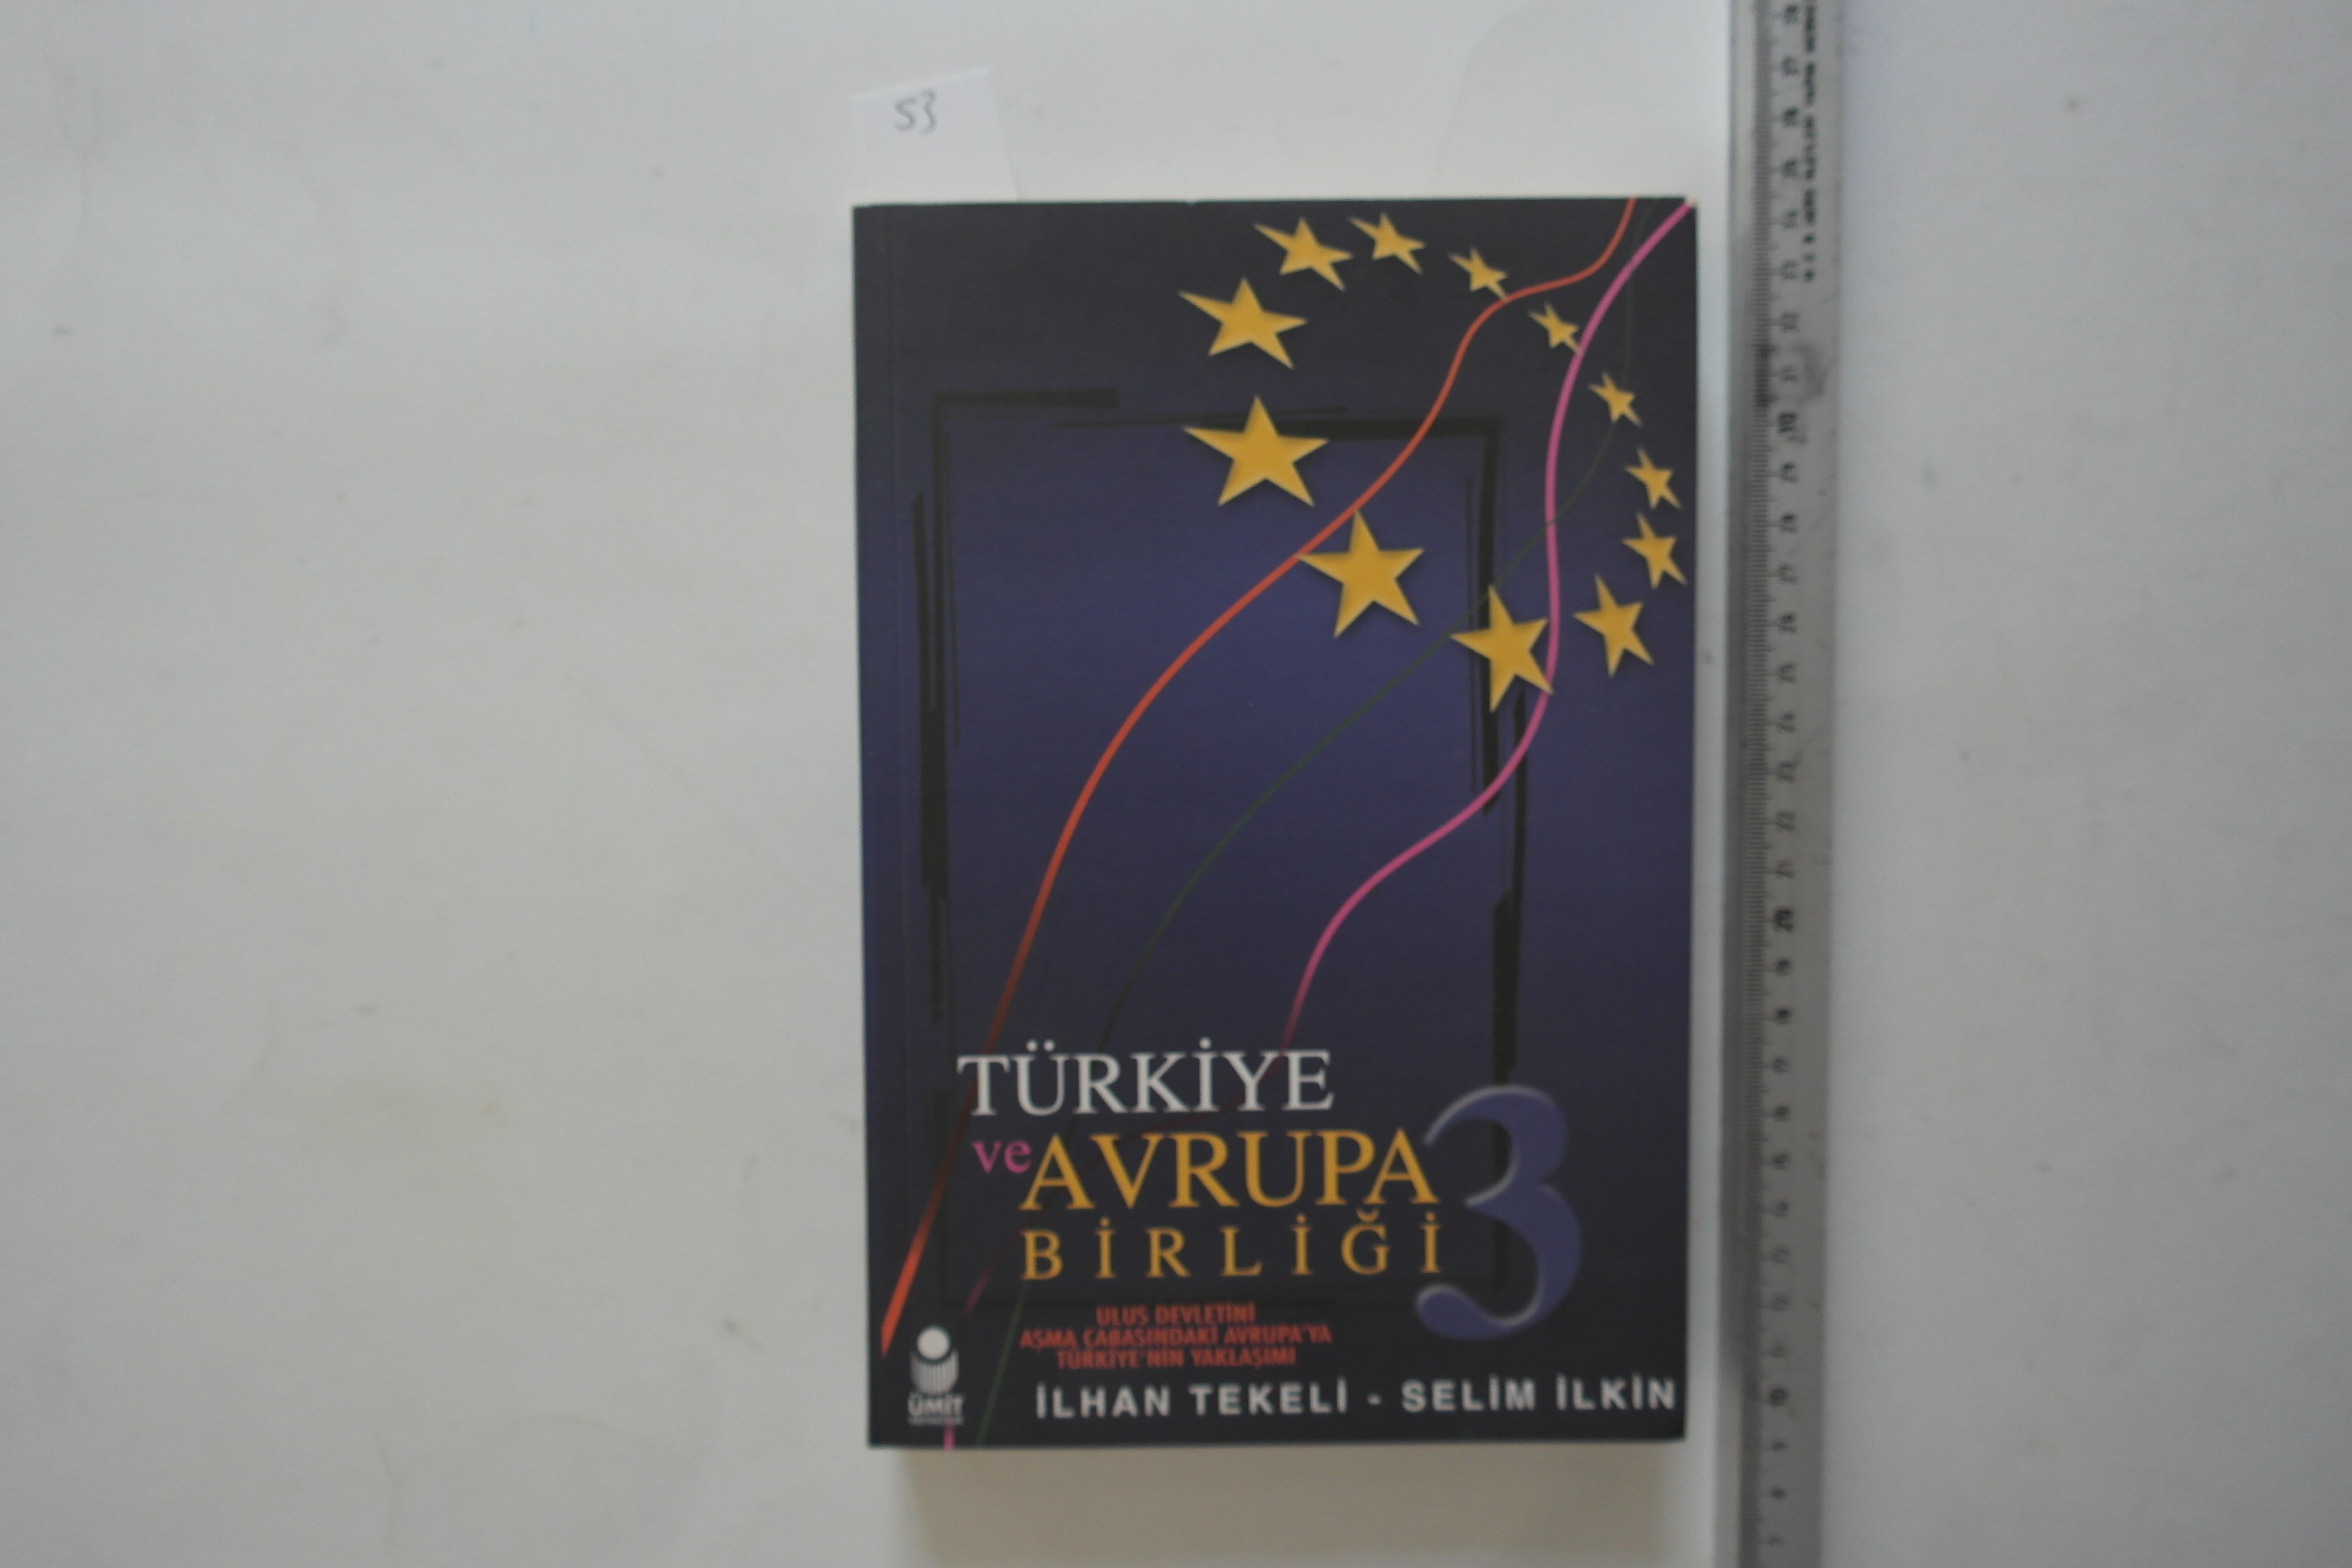 53
TÜRKİYE
ve AVRUPA
BİRLİĞİ
3
ULUS DEVLETİNİ
AŞMA ÇABASINDAKİ AVRUPA'YA
TÜRKİYE'NİN YAKLAŞIMI
İLHAN TEKELİ - SELİM İLKİN
ÜMİT